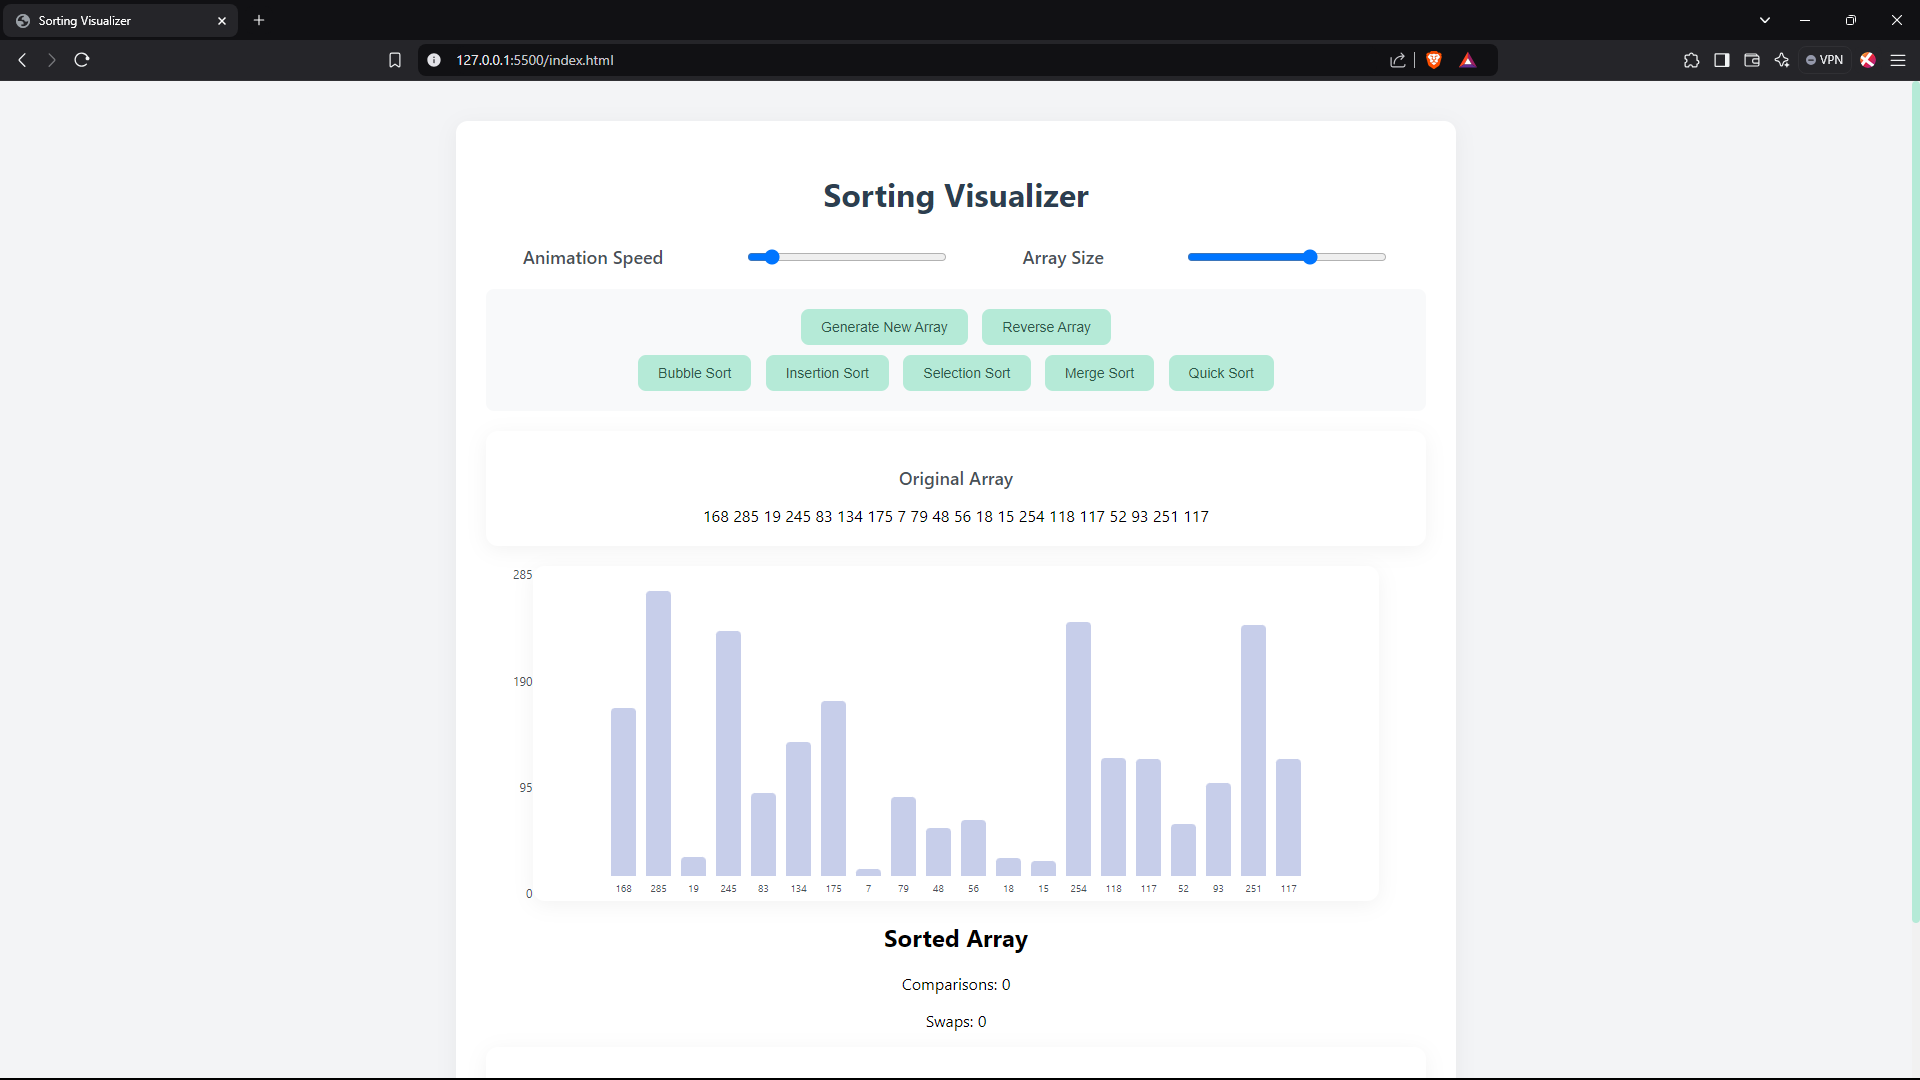 Sorting Visualizer
127.0.0.1:5500/index.html
VPN
Sorting Visualizer
Animation Speed Array Size
Generate New Array Reverse Array
Bubble Sort Insertion Sort Selection Sort Merge Sort Quick Sort
Original Array
168 285 19 245 83 134 175 7 79 48 56 18 15 254 118 117 52 93 251 117
285
190
95
0
168 285 19 245 83 134 175 7 79 48 56 18 15 254 118 117 52 93 251 117
Sorted Array
Comparisons: 0
Swaps: 0